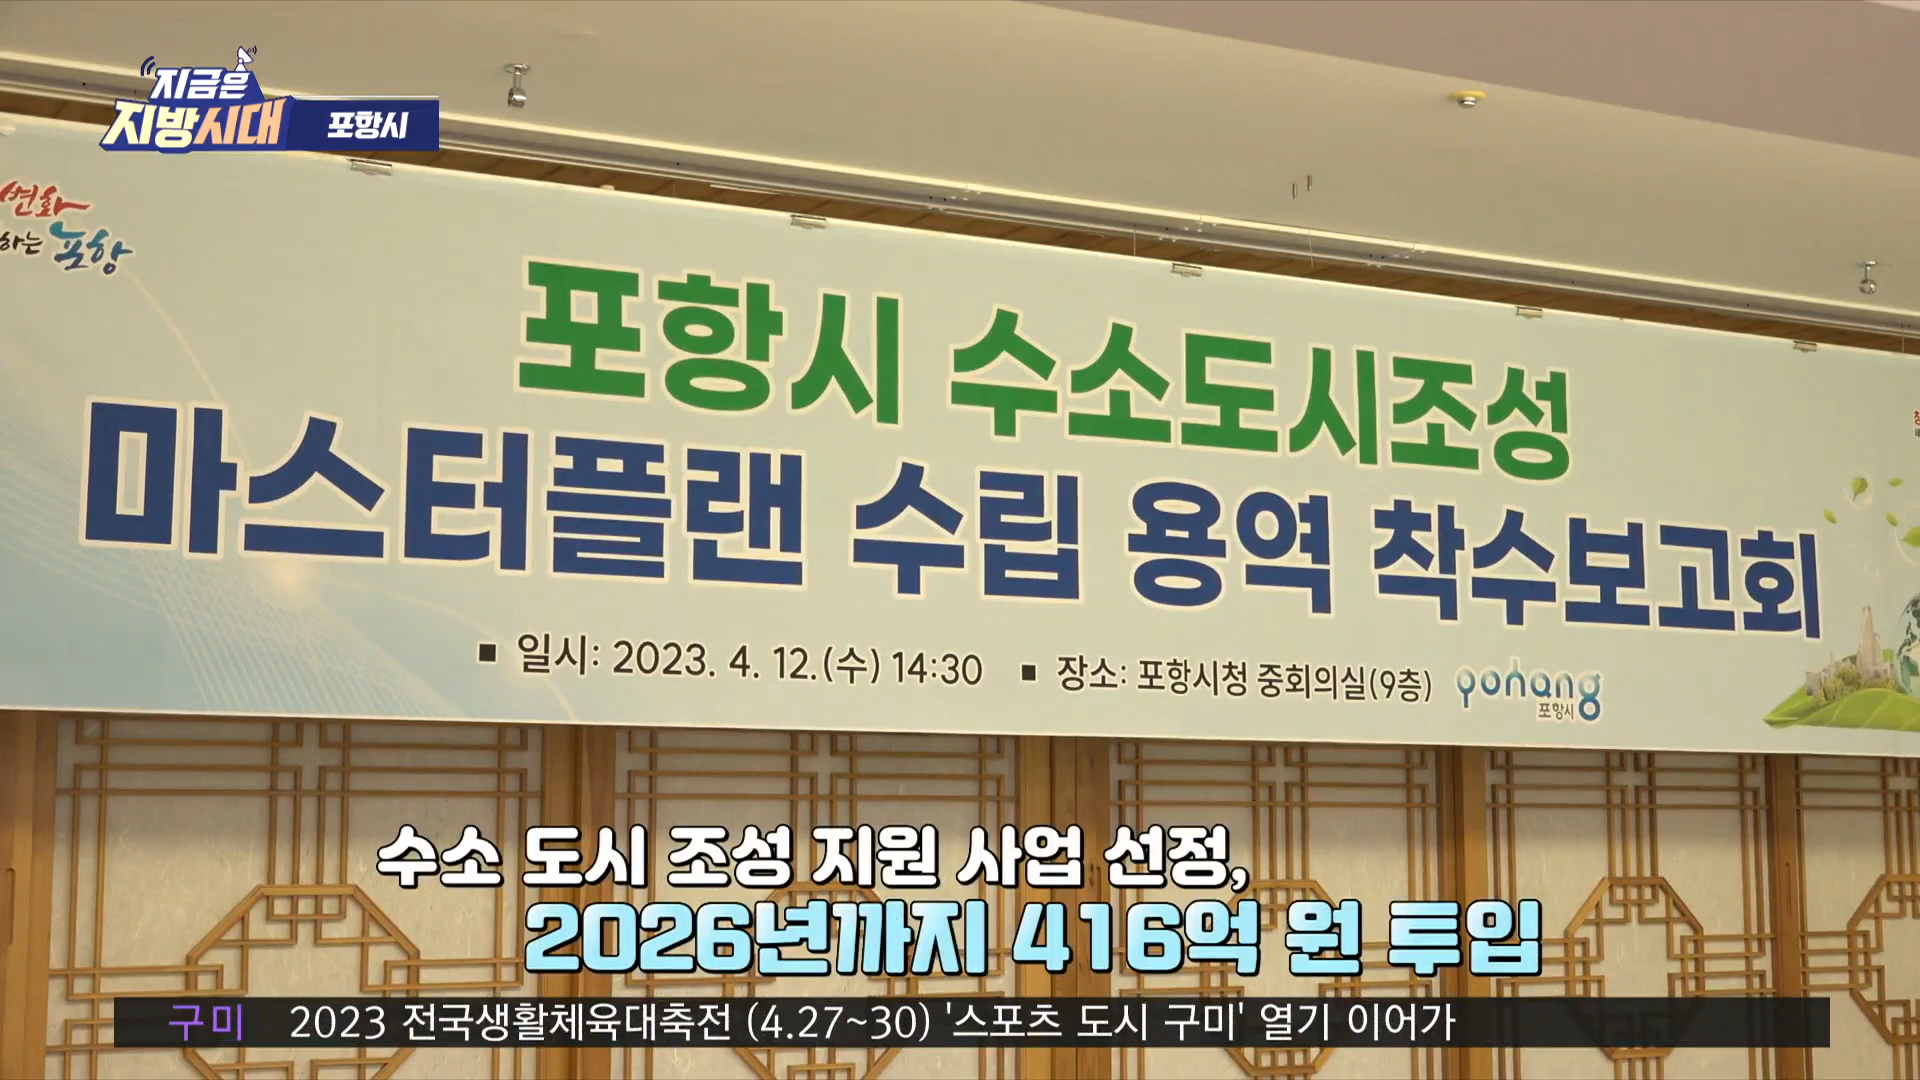 지금은
지방시대 포항시
변화
하는 포항
포항시 수소도시조성
마스터플랜 수립 용역 착수보고회
▪ 일시: 2023. 4. 12.(수) 14:30 ▪ 장소: 포항시청 중회의실(9층) pohang
포항시
수소 도시 조성 지원 사업 선정,
2026년까지 416억 원 투입
구미 2023 전국생활체육대축전 (4.27~30) '스포츠 도시 구미' 열기 이어가